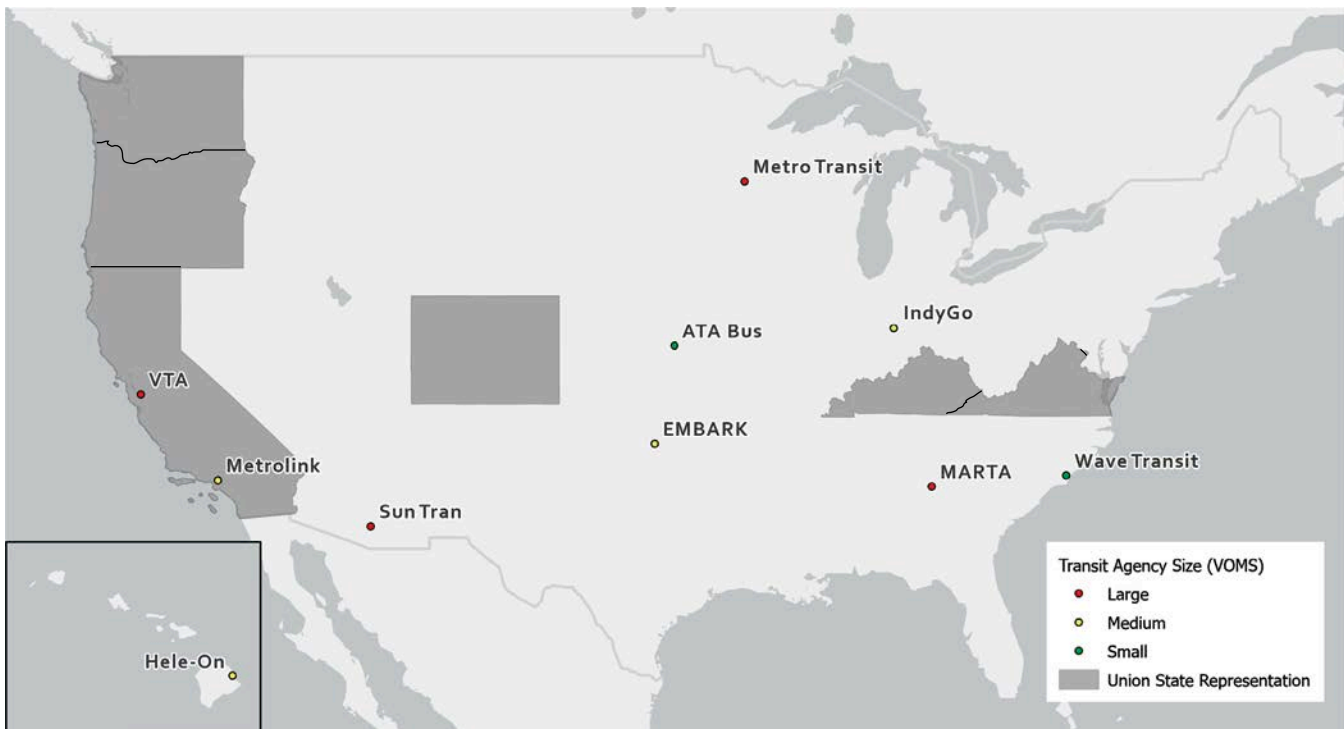 Metro Transit
IndyGo
ATA Bus
VTA
EMBARK
Metrolink
MARTA
Wave Transit
Sun Tran
Hele-On
Transit Agency Size (VOMS)
Large
Medium
Small
Union State Representation